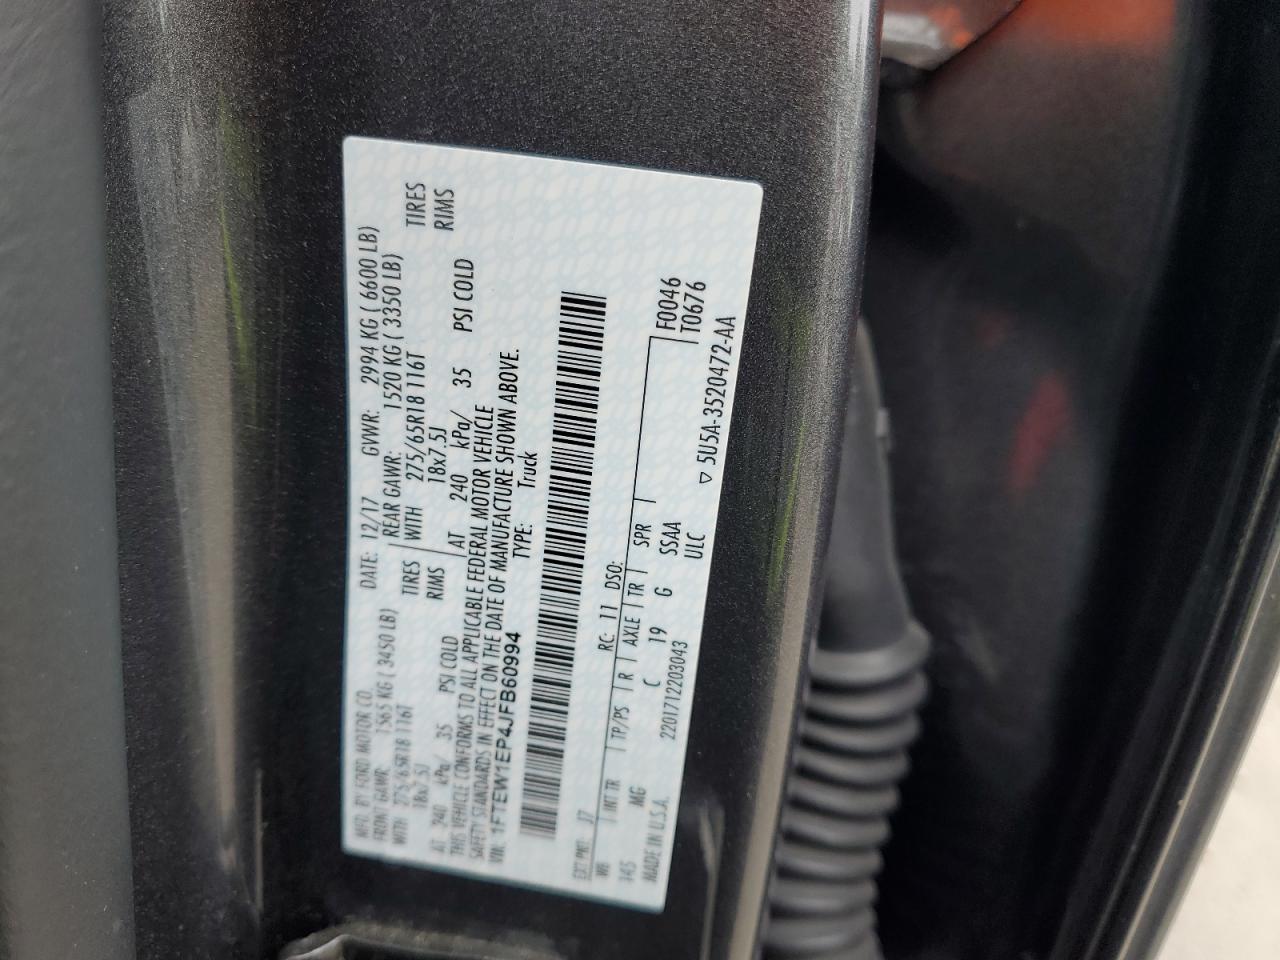 MFD. BY FORD MOTOR CO.
DATE: 12/17 GVWR: 2994 KG ( 6600 LB)
FRONT GAWR: 1565 KG ( 3450 LB) REAR GAWR: 1520 KG ( 3350 LB)
WITH 275/65R18 116T TIRES WITH 275/65R18 116T TIRES
18x7.5J RIMS 18x7.5J RIMS
AT 240 kPa/ 35 PSI COLD AT 240 kPa/ 35 PSI COLD
THIS VEHICLE CONFORMS TO ALL APPLICABLE FEDERAL MOTOR VEHICLE
SAFETY STANDARDS IN EFFECT ON THE DATE OF MANUFACTURE SHOWN ABOVE.
VIN: 1FTEW1EP4JFB60994 TYPE: Truck
EXT PNT: J7 RC: 11 DSO:
WB INT TR TP/PS R AXLE TR SPR F0046
145 MG C 19 G SSAA T0676
MADE IN U.S.A. 2201712203043 ULC
▽ 5U5A-3520472-AA